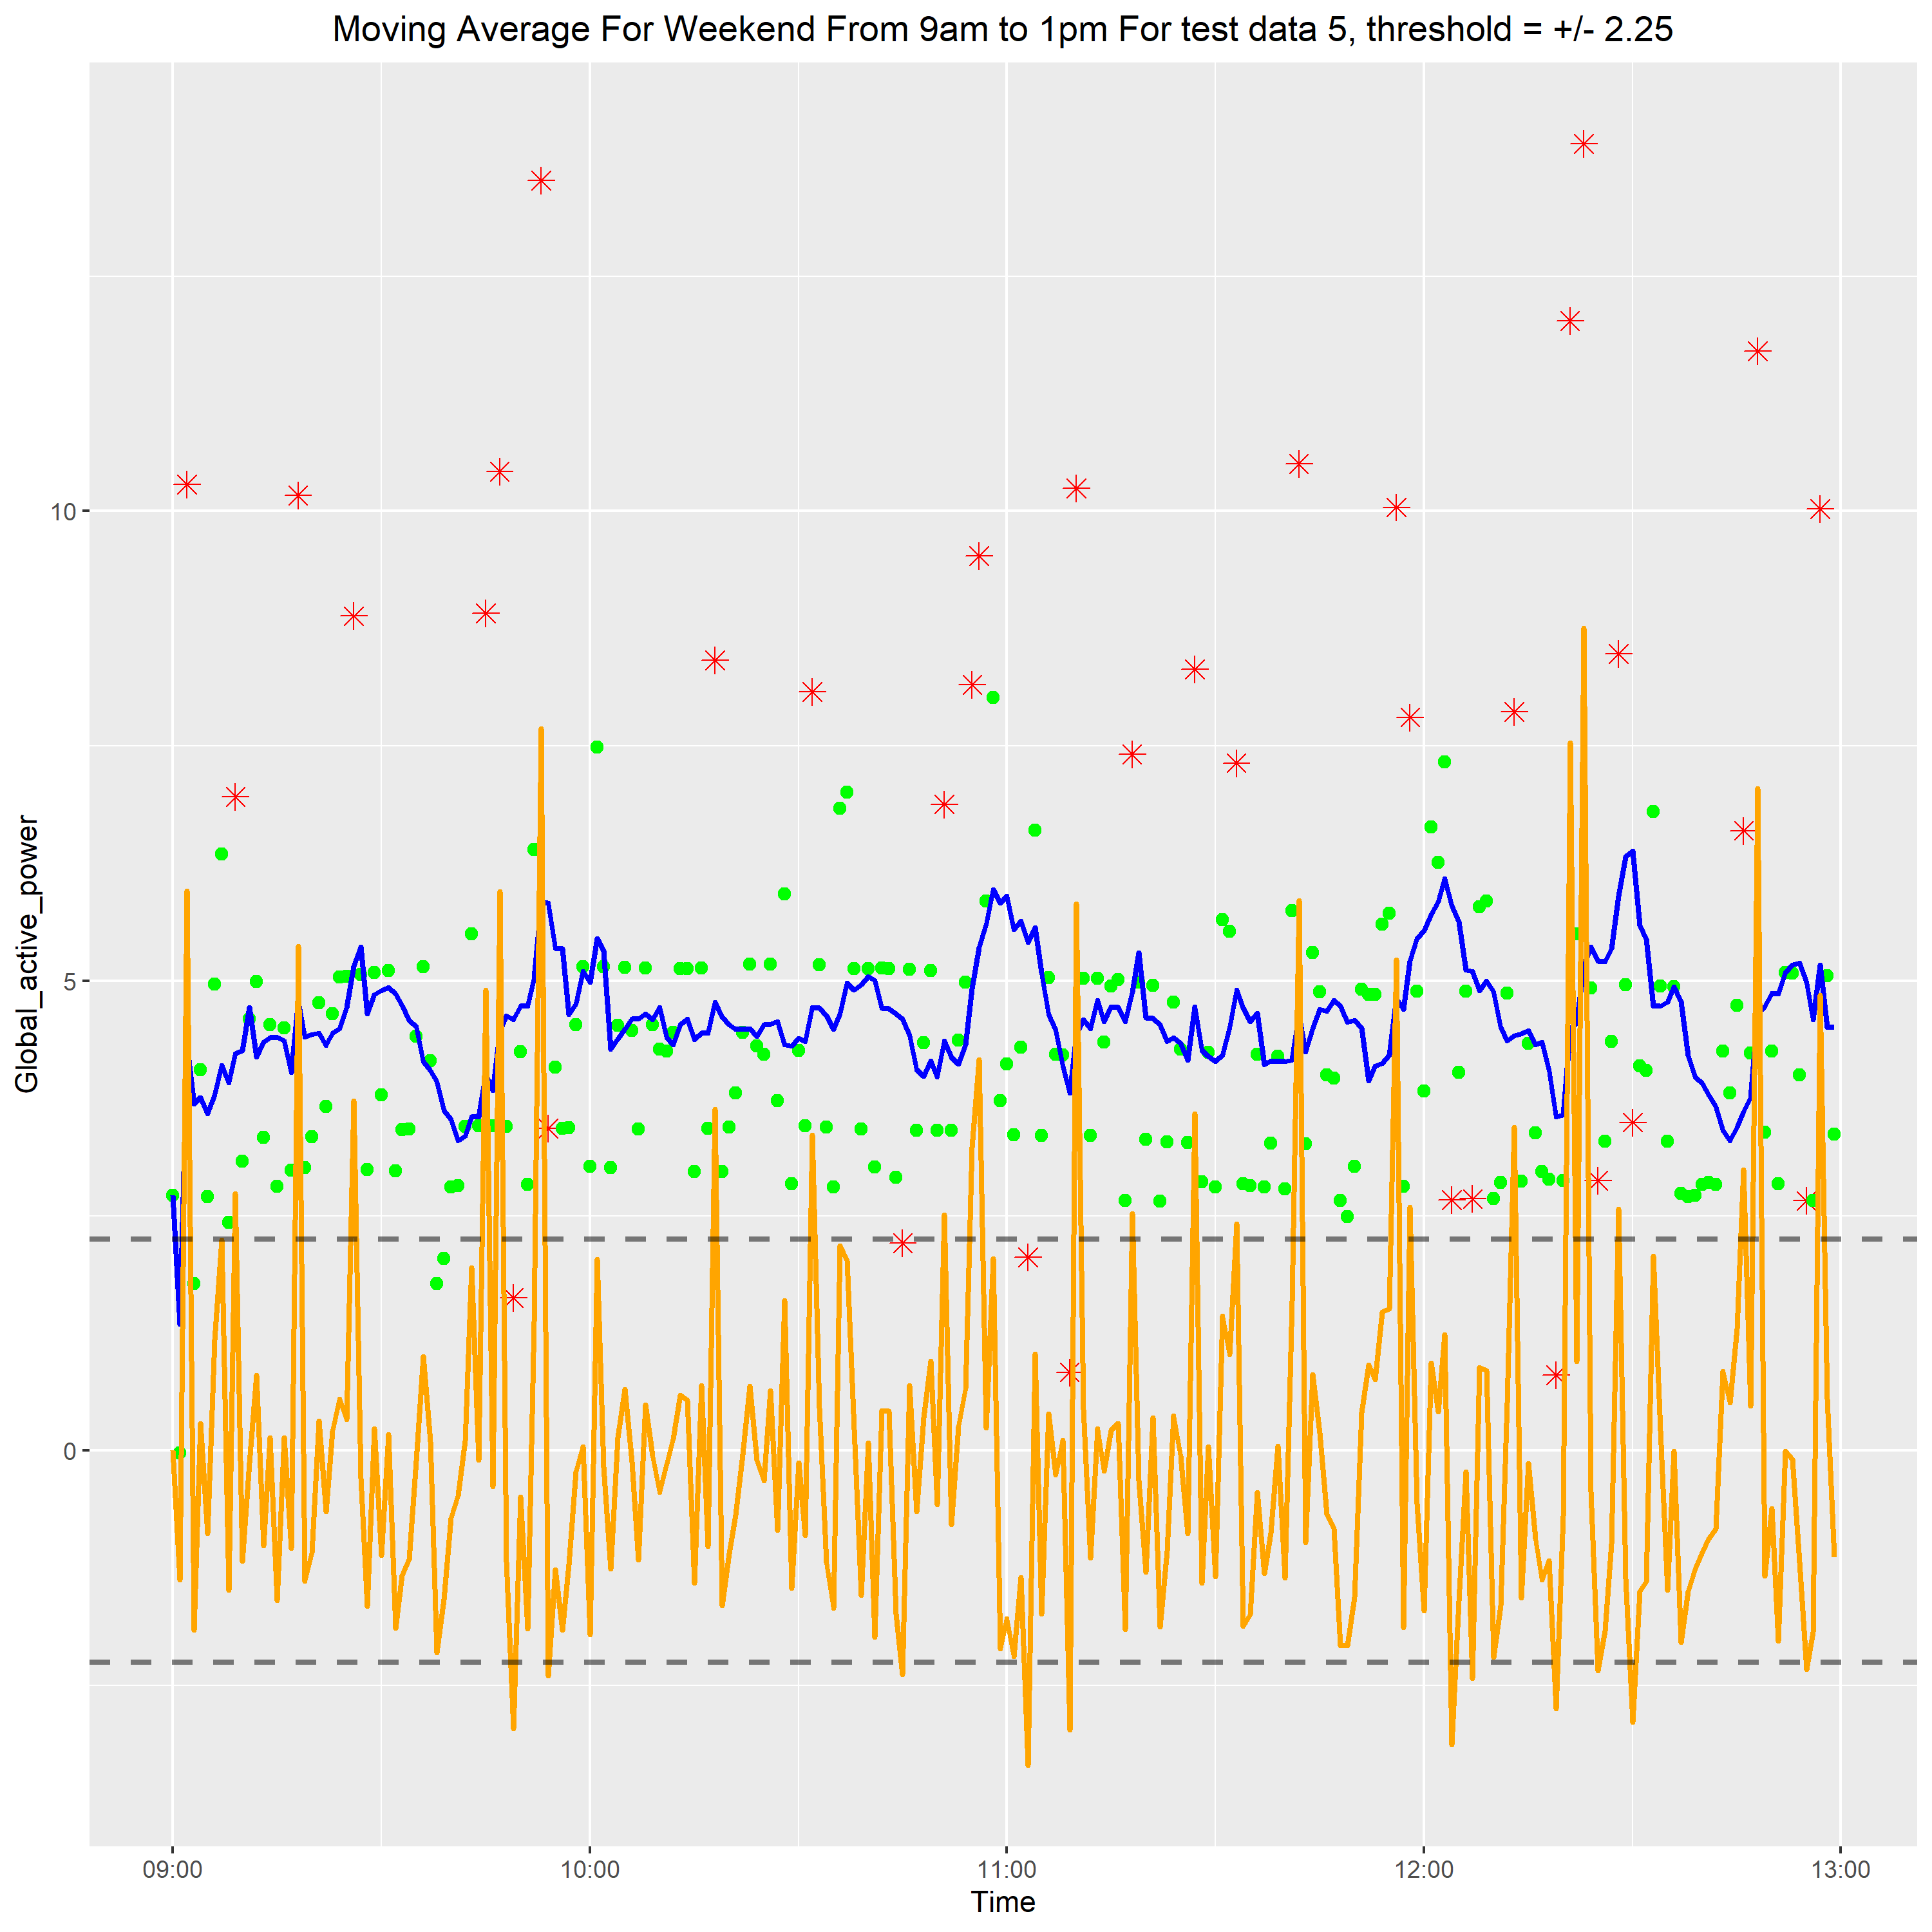 Moving Average For Weekend From 9am to 1pm For test data 5, threshold = +/- 2.25
Global_active_power
10
5
0
09:00
10:00
11:00
12:00
13:00
Time